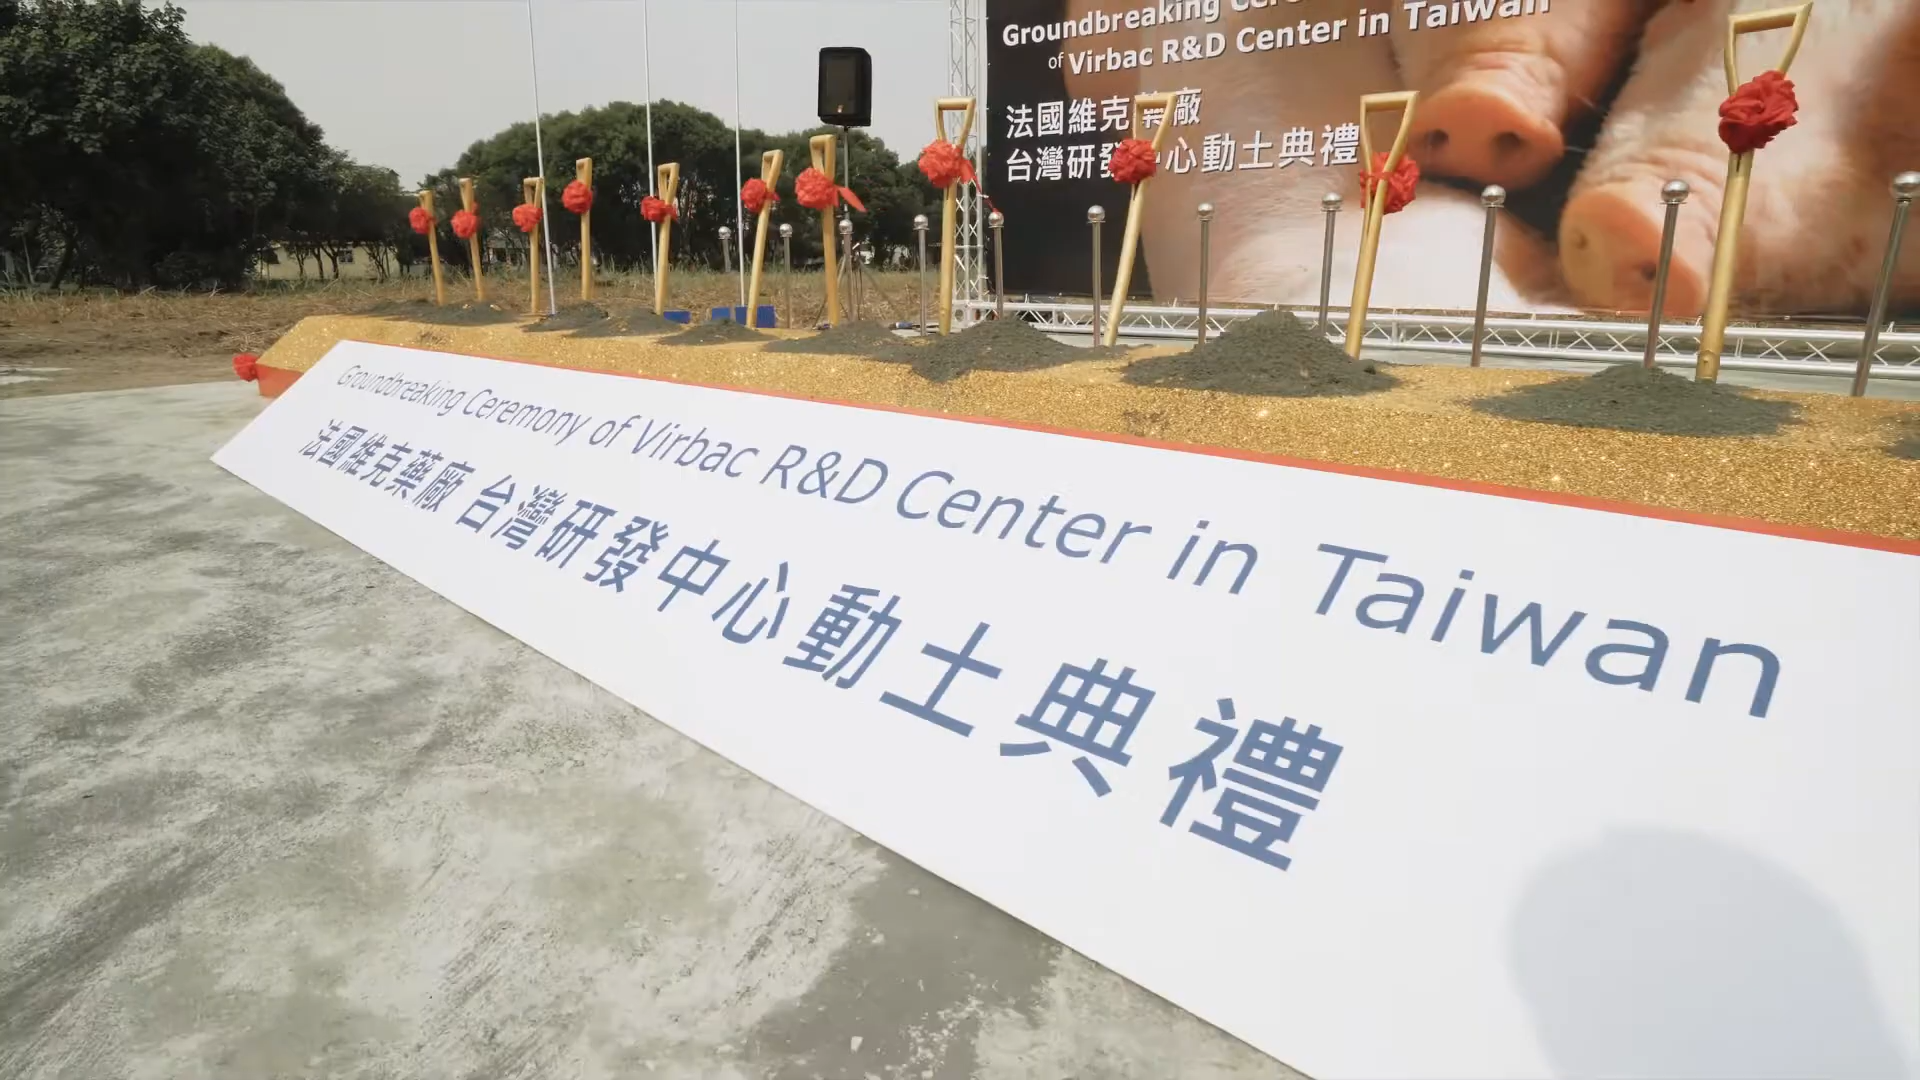 Groundbreaking
of Virbac R&D Center in Taiwan
法國維克藥廠
台灣研發中心動土典禮
Groundbreaking Ceremony of Virbac R&D Center in Taiwan
法國維克藥廠 台灣研發中心動土典禮